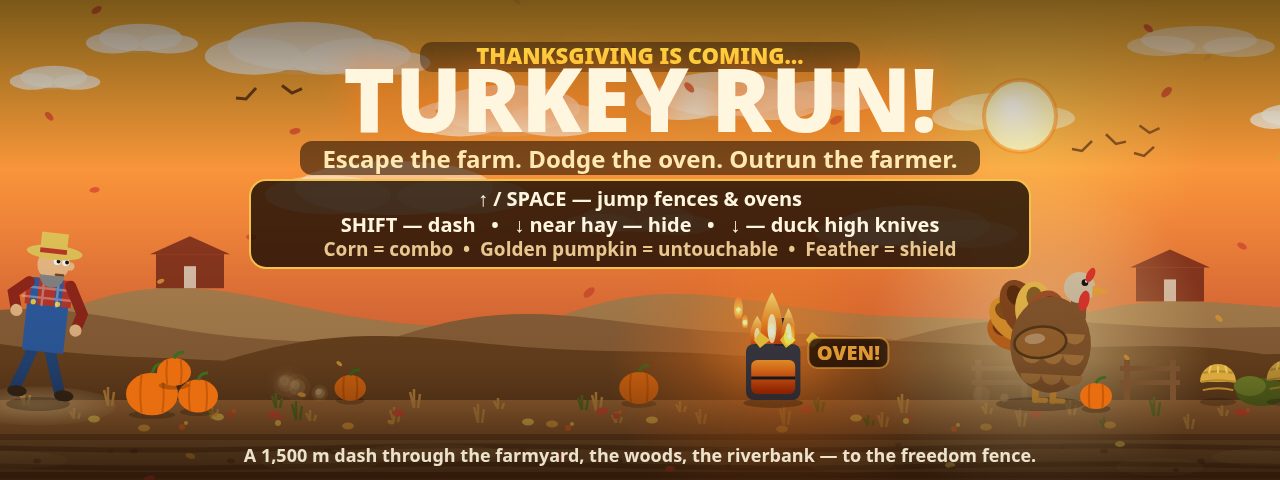 THANKSGIVING IS COMING...
TURKEY RUN!
Escape the farm. Dodge the oven. Outrun the farmer.
↑ / SPACE — jump fences & ovens
SHIFT — dash • ↓ near hay — hide • ↓ — duck high knives
Corn = combo • Golden pumpkin = untouchable • Feather = shield
OVEN!
A 1,500 m dash through the farmyard, the woods, the riverbank — to the freedom fence.